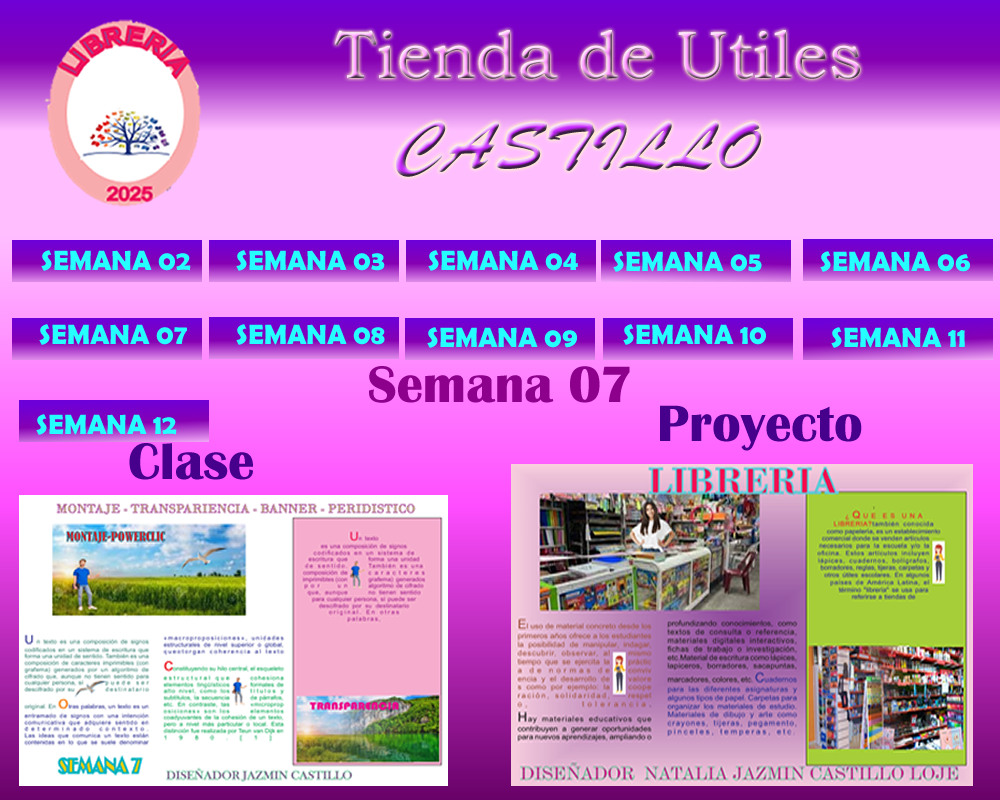 LIBRERIA
2025
Tienda de Utiles
CASTILLO
SEMANA 02
SEMANA 03
SEMANA 04
SEMANA 05
SEMANA 06
SEMANA 07
SEMANA 08
SEMANA 09
SEMANA 10
SEMANA 11
Semana 07
SEMANA 12
Clase
Proyecto
MONTAJE - TRANSPARIENCIA - BANNER - PERIDISTICO
MONTAJE-POWERCLIC
Un texto
es una composición de signos
codificados en un sistema de
escritura que forma una unidad
de sentido. También es una
composición de caracteres
imprimibles (con grafema) generados
por un algoritmo de cifrado
que, aunque no tienen sentido
para cualquier persona, sí puede ser
descifrado por su destinatario
original. En otras
palabras,
Un texto es una composición de signos
codificados en un sistema de escritura que
forma una unidad de sentido. También es una
composición de caracteres imprimibles (con
grafema) generados por un algoritmo de
cifrado que, aunque no tienen sentido para
cualquier persona, sí puede ser
descifrado por su destinatario
original. En Otras palabras, un texto es un
entramado de signos con una intención
comunicativa que adquiere sentido en
determinado contexto.
Las ideas que comunica un texto están
contenidas en lo que se suele denominar
«macroproposiciones», unidades
estructurales de nivel superior o global,
que otorgan coherencia al texto
Constituyendo su hilo central, el esqueleto
estructural que cohesiona
elementos lingüísticos formales de
alto nivel, como los títulos y
subtítulos, la secuencia de párrafos,
etc. En contraste, las «microprop
osiciones» son los elementos
coadyuvantes de la cohesión de un texto,
pero a nivel más particular o local. Esta
distinción fue realizada por Teun van Dijk en
1980.[1]
TRANSPARENCIA
SEMANA 7
DISEÑADOR JAZMIN CASTILLO
LIBRERIA
¿QUE ES UNA
LIBRERIA?también conocida
como papelería, es un establecimiento
comercial donde se venden artículos
necesarios para la escuela y/o la
oficina. Estos artículos incluyen
lápices, cuadernos, bolígrafos,
borradores, reglas, tijeras, carpetas y
otros útiles escolares. En algunos
países de América Latina, el
término "librería" se usa para
referirse a tiendas de
El uso de material concreto desde los
primeros años ofrece a los estudiantes
la posibilidad de manipular, indagar,
descubrir, observar, al mismo
tiempo que se ejercita la práctic
a de normas de conviv
encia y el desarrollo de valore
s como por ejemplo: la coope
ración, solidaridad, respet
o, tolerancia.
Hay materiales educativos que
contribuyen a generar oportunidades
para nuevos aprendizajes, ampliando o
profundizando conocimientos, como
textos de consulta o referencia,
materiales digitales interactivos,
fichas de trabajo o investigación,
etc.Material de escritura como lápices,
lapiceros, borradores, sacapuntas,
marcadores, colores, etc. Cuadernos
para las diferentes asignaturas y
algunos tipos de papel. Carpetas para
organizar los materiales de estudio.
Materiales de dibujo y arte como
crayones, tijeras, pegamento,
pinceles, temperas, etc.
DISEÑADOR NATALIA JAZMIN CASTILLO LOJE